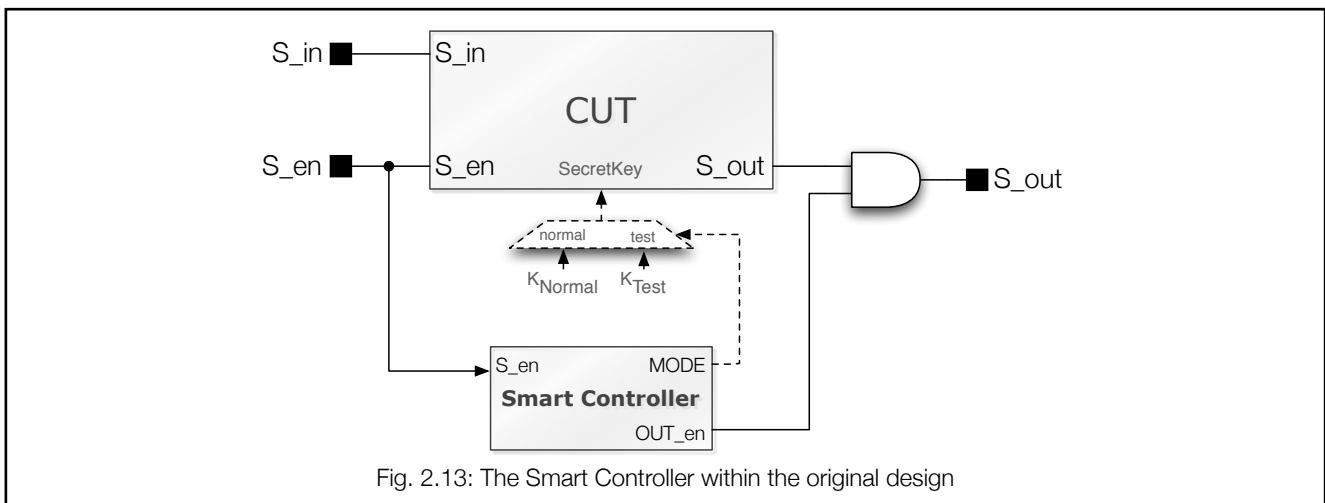 S_in
S_in
CUT
S_en
S_en
SecretKey
S_out
S_out
normal
test
KNormal
KTest
S_en
MODE
Smart Controller
OUT_en
Fig. 2.13: The Smart Controller within the original design